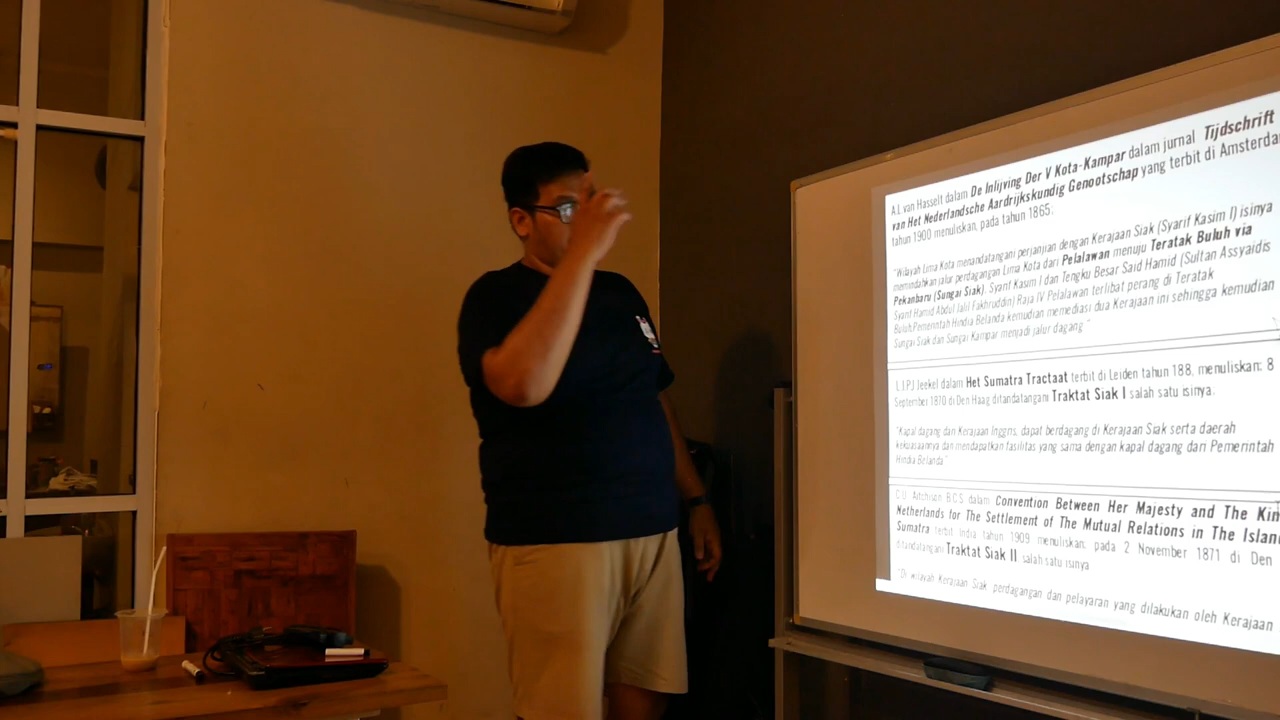 A.L van Hasselt dalam De Inlijving Der V Kota-Kampar dalam jurnal Tijdschrift
van Het Nederlandsche Aardrijkskundig Genootschap yang terbit di Amsterda
tahun 1900 menuliskan, pada tahun 1865:
"Wilayah Lima Kota menandatangani perjanjian dengan Kerajaan Siak (Syarif Kasim I) isinya
memindahkan jalur perdagangan Lima Kota dari Pelalawan menuju Teratak Buluh via
Pekanbaru (Sungai Siak). Syarif Kasim I dan Tengku Besar Said Hamid (Sultan Assyaidis
Syarif Hamid Abdul Jalil Fakhruddin) Raja IV Pelalawan terlibat perang di Teratak
Buluh.Pemerintah Hindia Belanda kemudian memediasi dua Kerajaan ini sehingga kemudian
Sungai Siak dan Sungai Kampar menjadi jalur dagang"
L.J.P.J Jeekel dalam Het Sumatra Tractaat terbit di Leiden tahun 188, menuliskan: 8
September 1870 di Den Haag ditandatangani Traktat Siak I salah satu isinya:
"Kapal dagang dari Kerajaan Inggris, dapat berdagang di Kerajaan Siak serta daerah
kekuasaannya dan mendapatkan fasilitas yang sama dengan kapal dagang dari Pemerintah
Hindia Belanda"
C.U. Aitchison B.C.S dalam Convention Between Her Majesty and The Kin
Netherlands for The Settlement of The Mutual Relations in The Islan
Sumatra terbit India tahun 1909 menuliskan: pada 2 November 1871 di Den
ditandatangani Traktat Siak II salah satu isinya
"Di wilayah Kerajaan Siak, perdagangan dan pelayaran yang dilakukan oleh Kerajaan